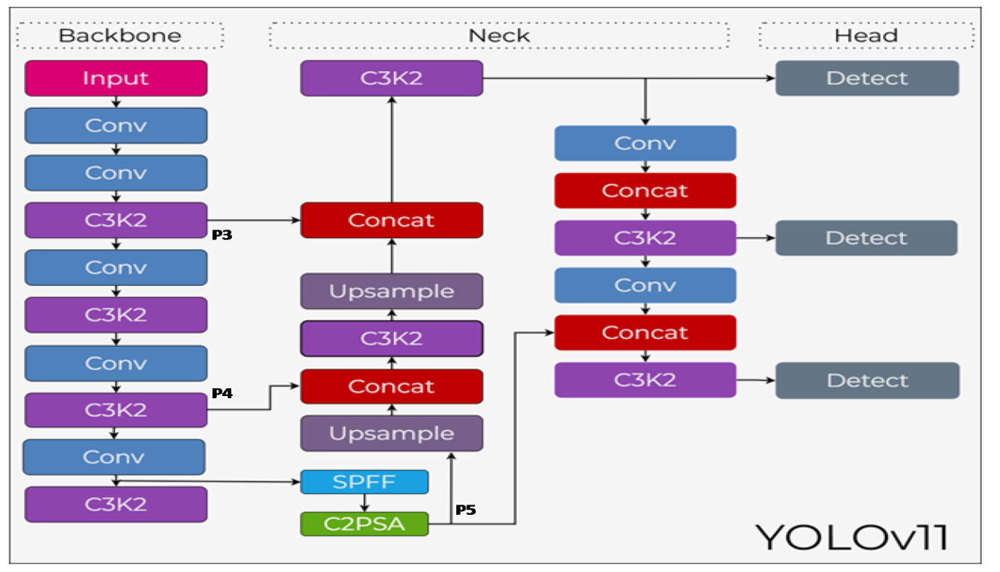 Backbone
Neck
Head
Input
Conv
Conv
C3K2
P3
Conv
C3K2
Conv
C3K2
P4
Conv
C3K2
C3K2
Concat
Upsample
C3K2
Concat
Upsample
SPFF
C2PSA
P5
Conv
Concat
C3K2
Conv
Concat
C3K2
Detect
Detect
Detect
YOLOv11